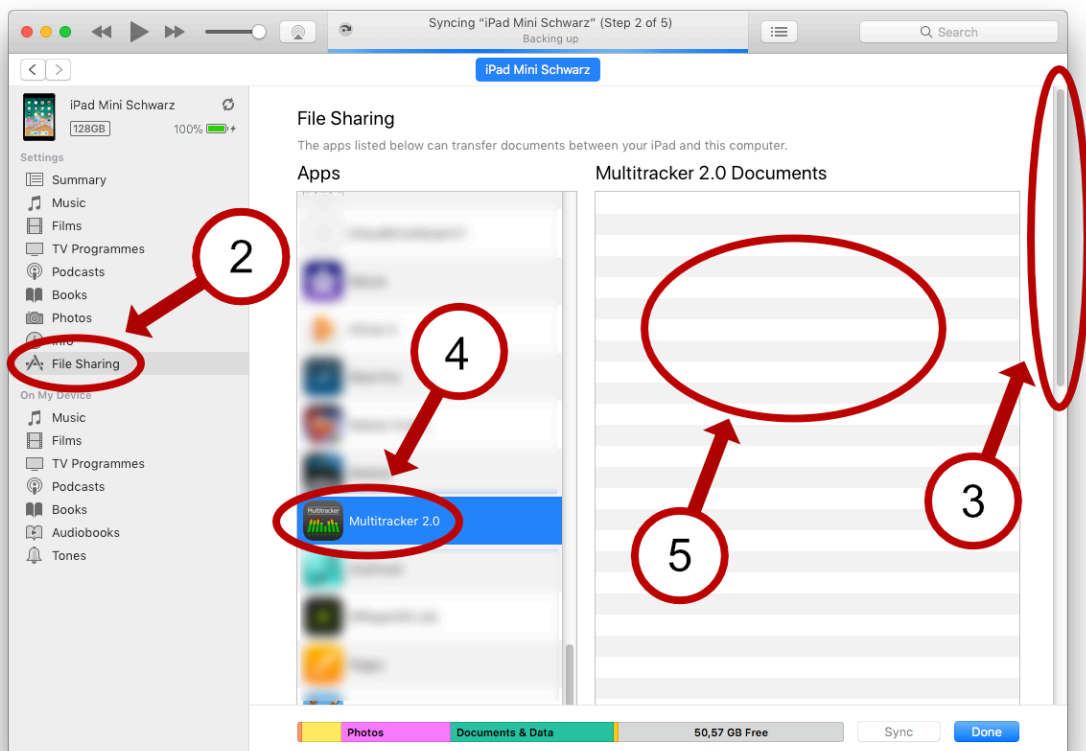 Syncing “iPad Mini Schwarz” (Step 2 of 5)
Backing up
Search
iPad Mini Schwarz
iPad Mini Schwarz
128GB
100%
Settings
Summary
Music
Films
TV Programmes
Podcasts
Books
Photos
Info
File Sharing
On My Device
Music
Films
TV Programmes
Podcasts
Books
Audiobooks
Tones
File Sharing
The apps listed below can transfer documents between your iPad and this computer.
Apps
Multitracker 2.0 Documents
2
4
Multitracker
Multitracker 2.0
5
3
Photos
Documents & Data
50,57 GB Free
Sync
Done